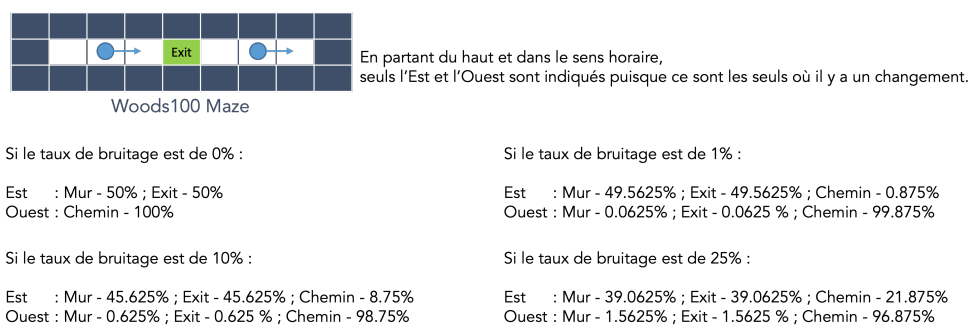 Exit
Woods100 Maze
En partant du haut et dans le sens horaire,
seuls l'Est et l'Ouest sont indiqués puisque ce sont les seuls où il y a un changement.
Si le taux de bruitage est de 0% :
Est : Mur - 50% ; Exit - 50%
Ouest : Chemin - 100%
Si le taux de bruitage est de 1% :
Est : Mur - 49.5625% ; Exit - 49.5625% ; Chemin - 0.875%
Ouest : Mur - 0.0625% ; Exit - 0.0625 % ; Chemin - 99.875%
Si le taux de bruitage est de 10% :
Est : Mur - 45.625% ; Exit - 45.625% ; Chemin - 8.75%
Ouest : Mur - 0.625% ; Exit - 0.625 % ; Chemin - 98.75%
Si le taux de bruitage est de 25% :
Est : Mur - 39.0625% ; Exit - 39.0625% ; Chemin - 21.875%
Ouest : Mur - 1.5625% ; Exit - 1.5625 % ; Chemin - 96.875%